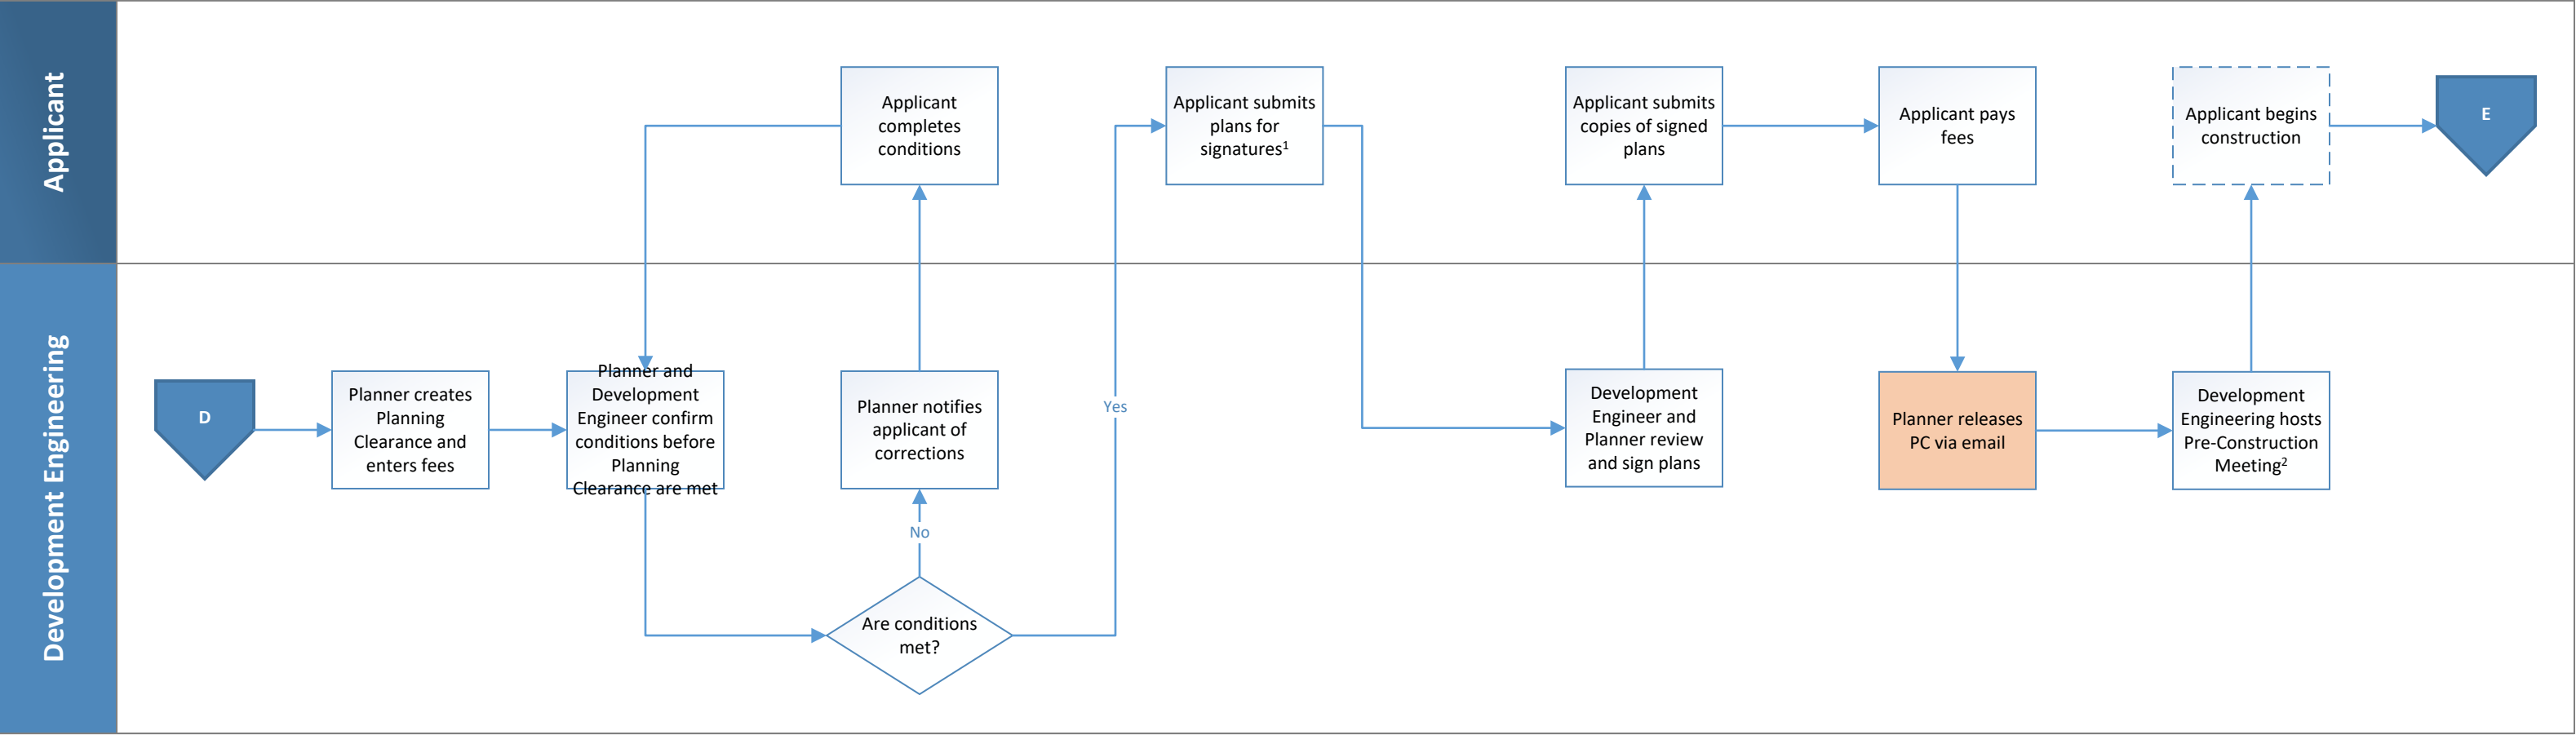 Applicant
Applicant
completes
conditions
Applicant submits
plans for
signatures¹
Applicant submits
copies of signed
plans
Applicant pays
fees
Applicant begins
construction
E
Development Engineering
D
Planner creates
Planning
Clearance and
enters fees
Planner and
Development
Engineer confirm
conditions before
Planning
Clearance are met
Planner notifies
applicant of
corrections
Yes
Development
Engineer and
Planner review
and sign plans
Planner releases
PC via email
Development
Engineering hosts
Pre-Construction
Meeting²
No
Are conditions
met?